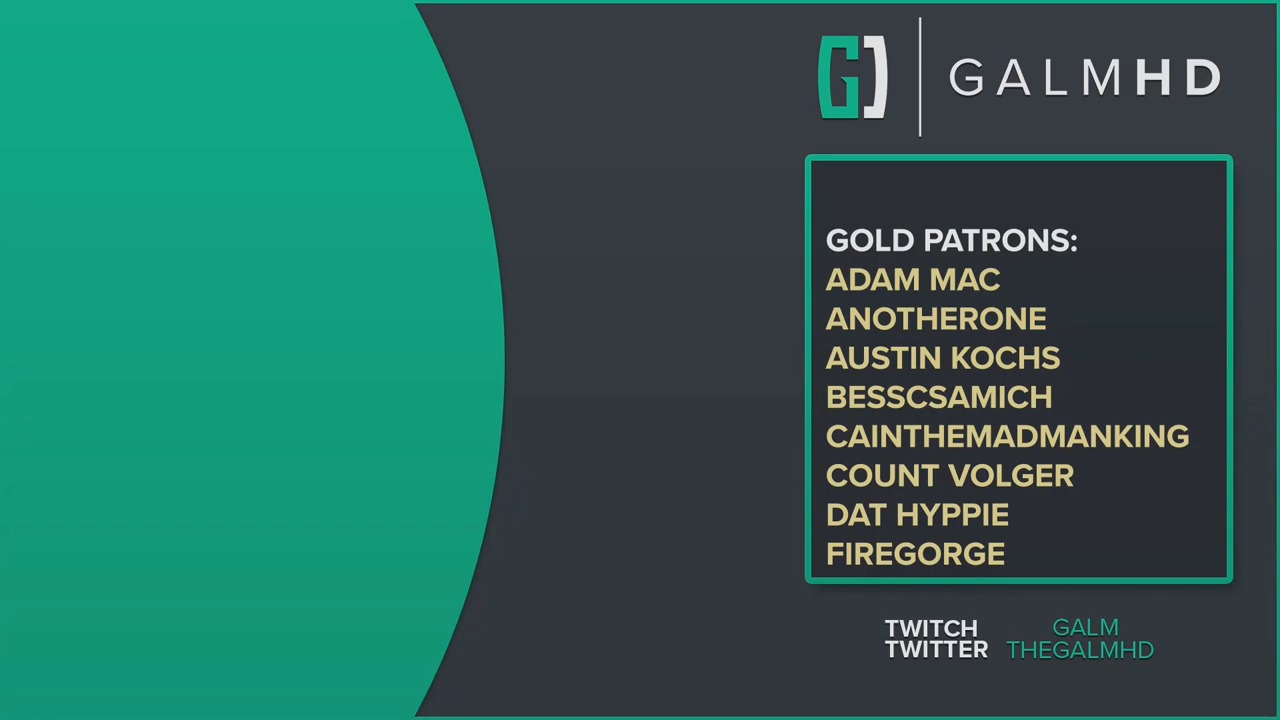 GALMHD
GOLD PATRONS:
ADAM MAC
ANOTHERONE
AUSTIN KOCHS
BESSCSAMICH
CAINTHEMADMANKING
COUNT VOLGER
DAT HYPPIE
FIREGORGE
TWITCH GALM
TWITTER THEGALMHD